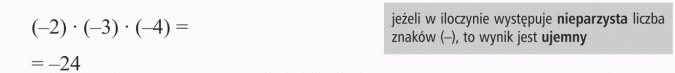 (–2) · (–3) · (–4) =
= –24
jeżeli w iloczynie występuje nieparzysta liczba
znaków (–), to wynik jest ujemny